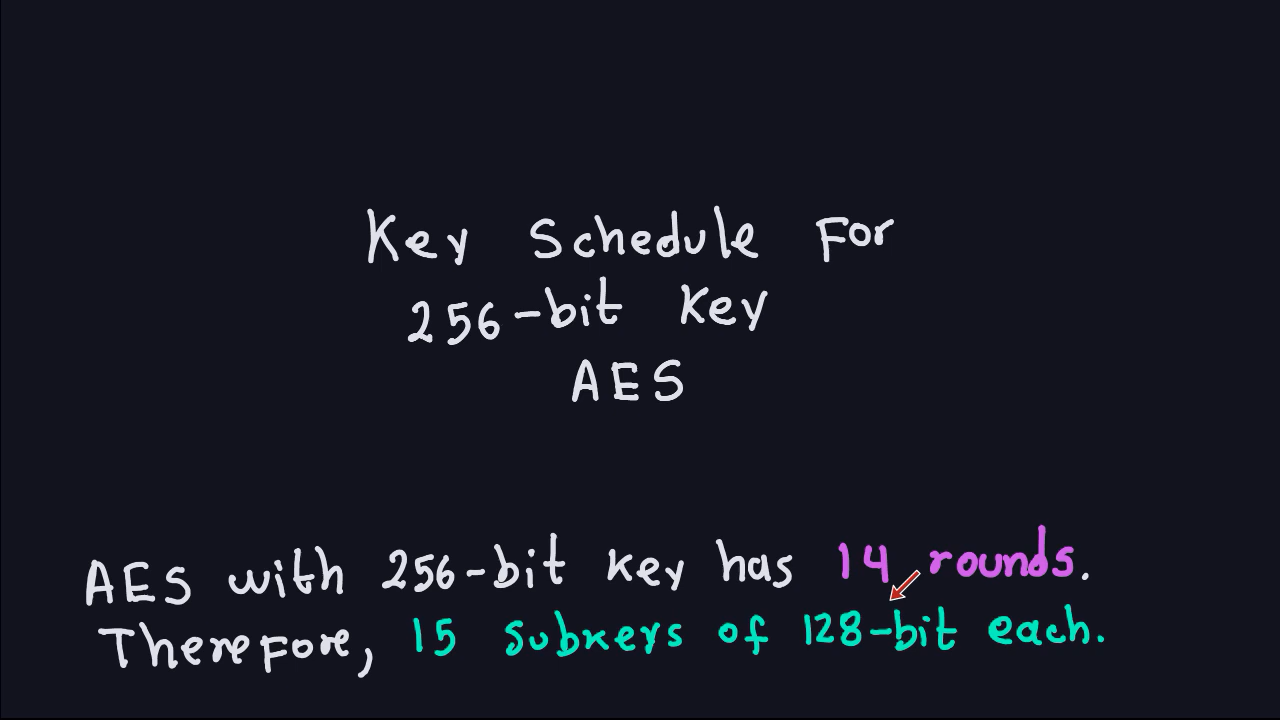 Key Schedule For
256-bit Key
AES
AES with 256-bit key has 14 rounds.
Therefore, 15 subkeys of 128-bit each.